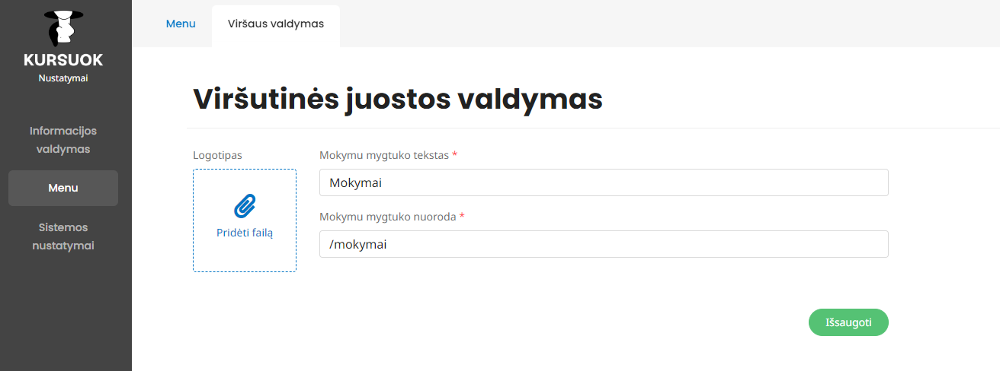 KURSUOK
Nustatymai
Informacijos
valdymas
Menu
Sistemos
nustatymai
Menu
Viršaus valdymas
Viršutinės juostos valdymas
Logotipas
Pridėti failą
Mokymu mygtuko tekstas *
Mokymai
Mokymu mygtuko nuoroda *
/mokymai
Išsaugoti